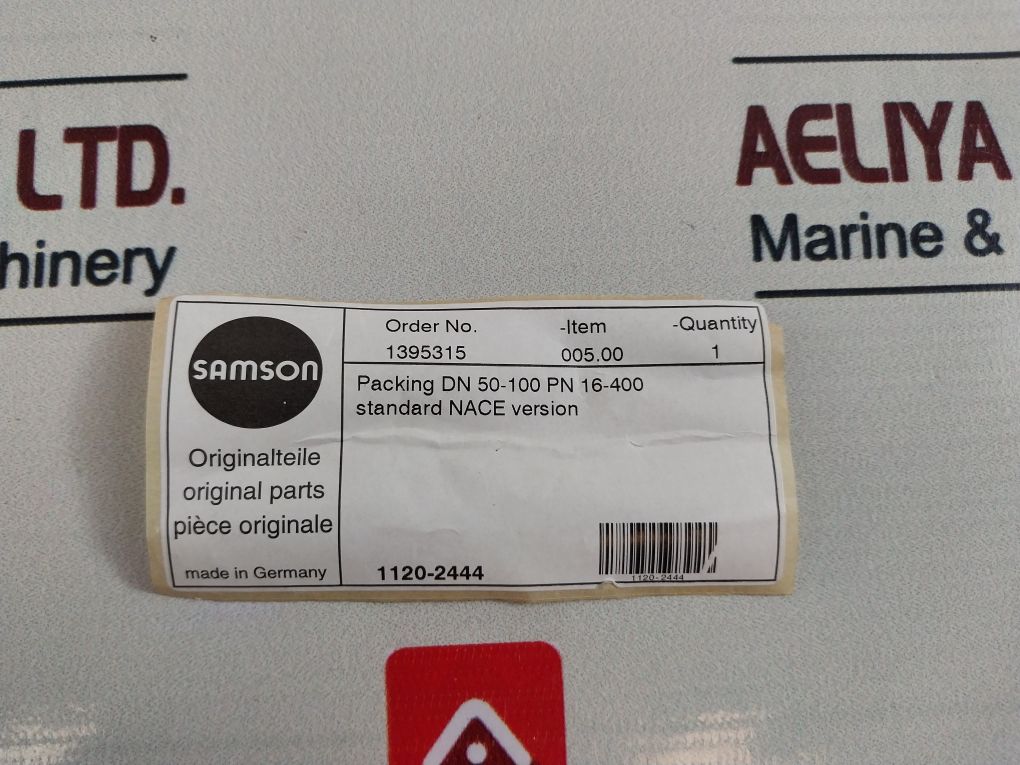 LTD.
hinery
AELIYA
Marine &
SAMSON
Originalteile
original parts
pièce originale
made in Germany
Order No. -Item -Quantity
1395315 005.00 1
Packing DN 50-100 PN 16-400
standard NACE version
1120-2444
1120-2444